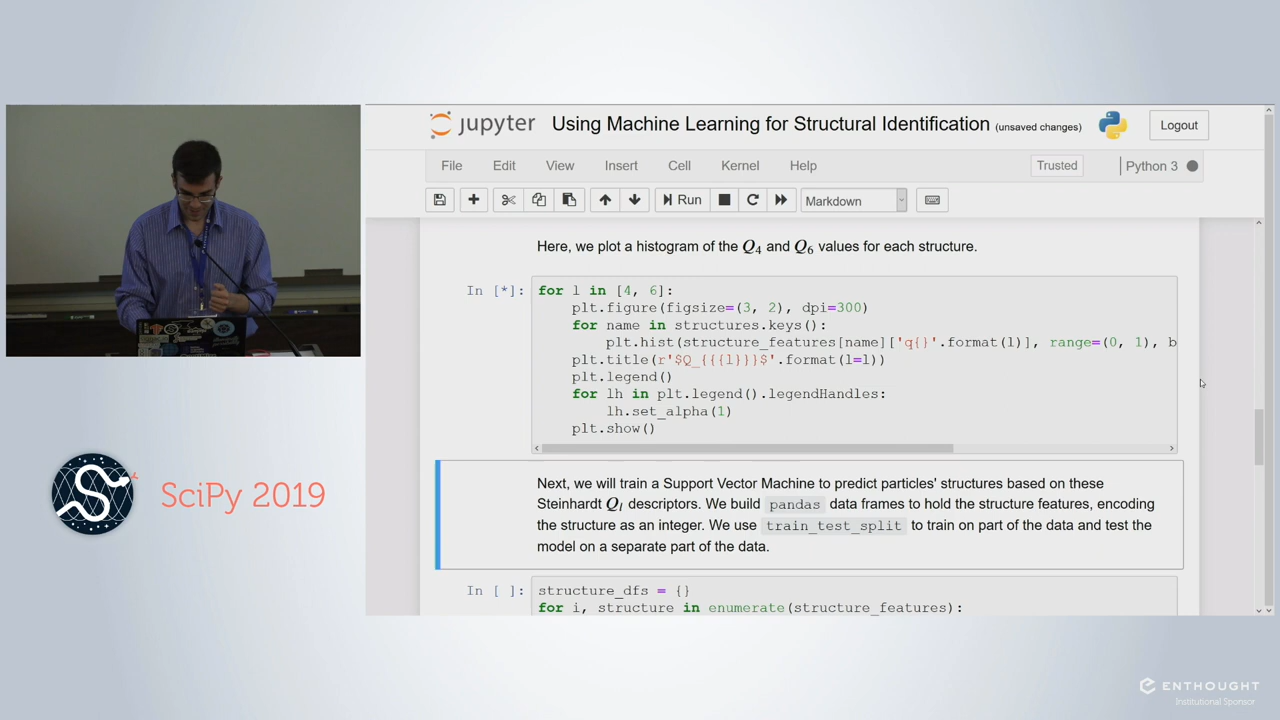 jupyter Using Machine Learning for Structural Identification (unsaved changes) Logout
File Edit View Insert Cell Kernel Help Trusted Python 3
Run Markdown
Here, we plot a histogram of the Q4 and Q6 values for each structure.
In [*]: for l in [4, 6]:
plt.figure(figsize=(3, 2), dpi=300)
for name in structures.keys():
plt.hist(structure_features[name]['q{}'.format(l)], range=(0, 1), b
plt.title(r'$Q_{{{l}}}$'.format(l=l))
plt.legend()
for lh in plt.legend().legendHandles:
lh.set_alpha(1)
plt.show()
Next, we will train a Support Vector Machine to predict particles' structures based on these
Steinhardt Ql descriptors. We build pandas data frames to hold the structure features, encoding
the structure as an integer. We use train_test_split to train on part of the data and test the
model on a separate part of the data.
In [ ]: structure_dfs = {}
for i, structure in enumerate(structure_features):
SciPy 2019
ENTHOUGHT
Institutional Sponsor